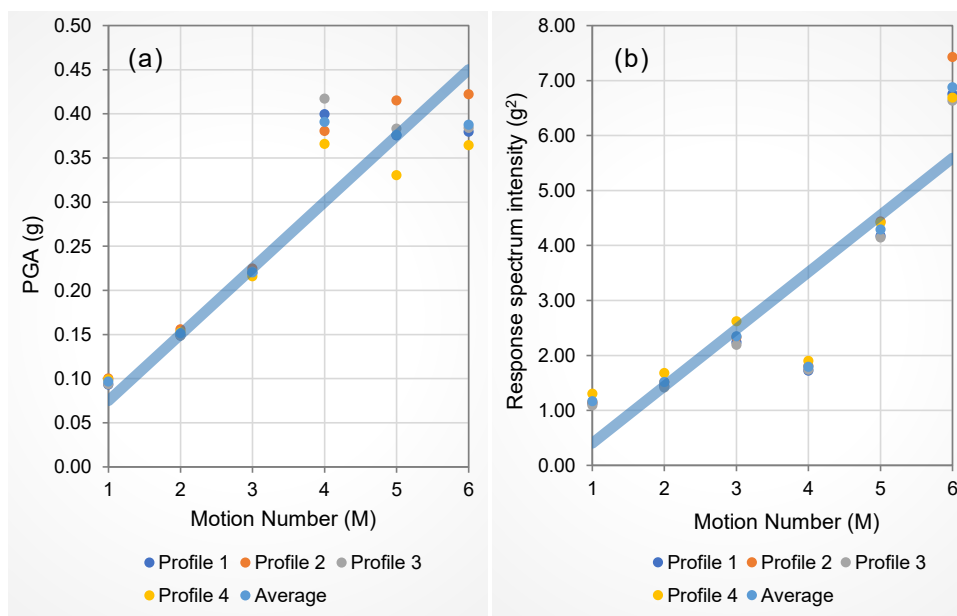 (a)
PGA (g)
0.50
0.45
0.40
0.35
0.30
0.25
0.20
0.15
0.10
0.05
0.00
1 2 3 4 5 6
Motion Number (M)
Profile 1 Profile 2 Profile 3
Profile 4 Average
(b)
Response spectrum intensity (g²)
8.00
7.00
6.00
5.00
4.00
3.00
2.00
1.00
0.00
1 2 3 4 5 6
Motion Number (M)
Profile 1 Profile 2 Profile 3
Profile 4 Average